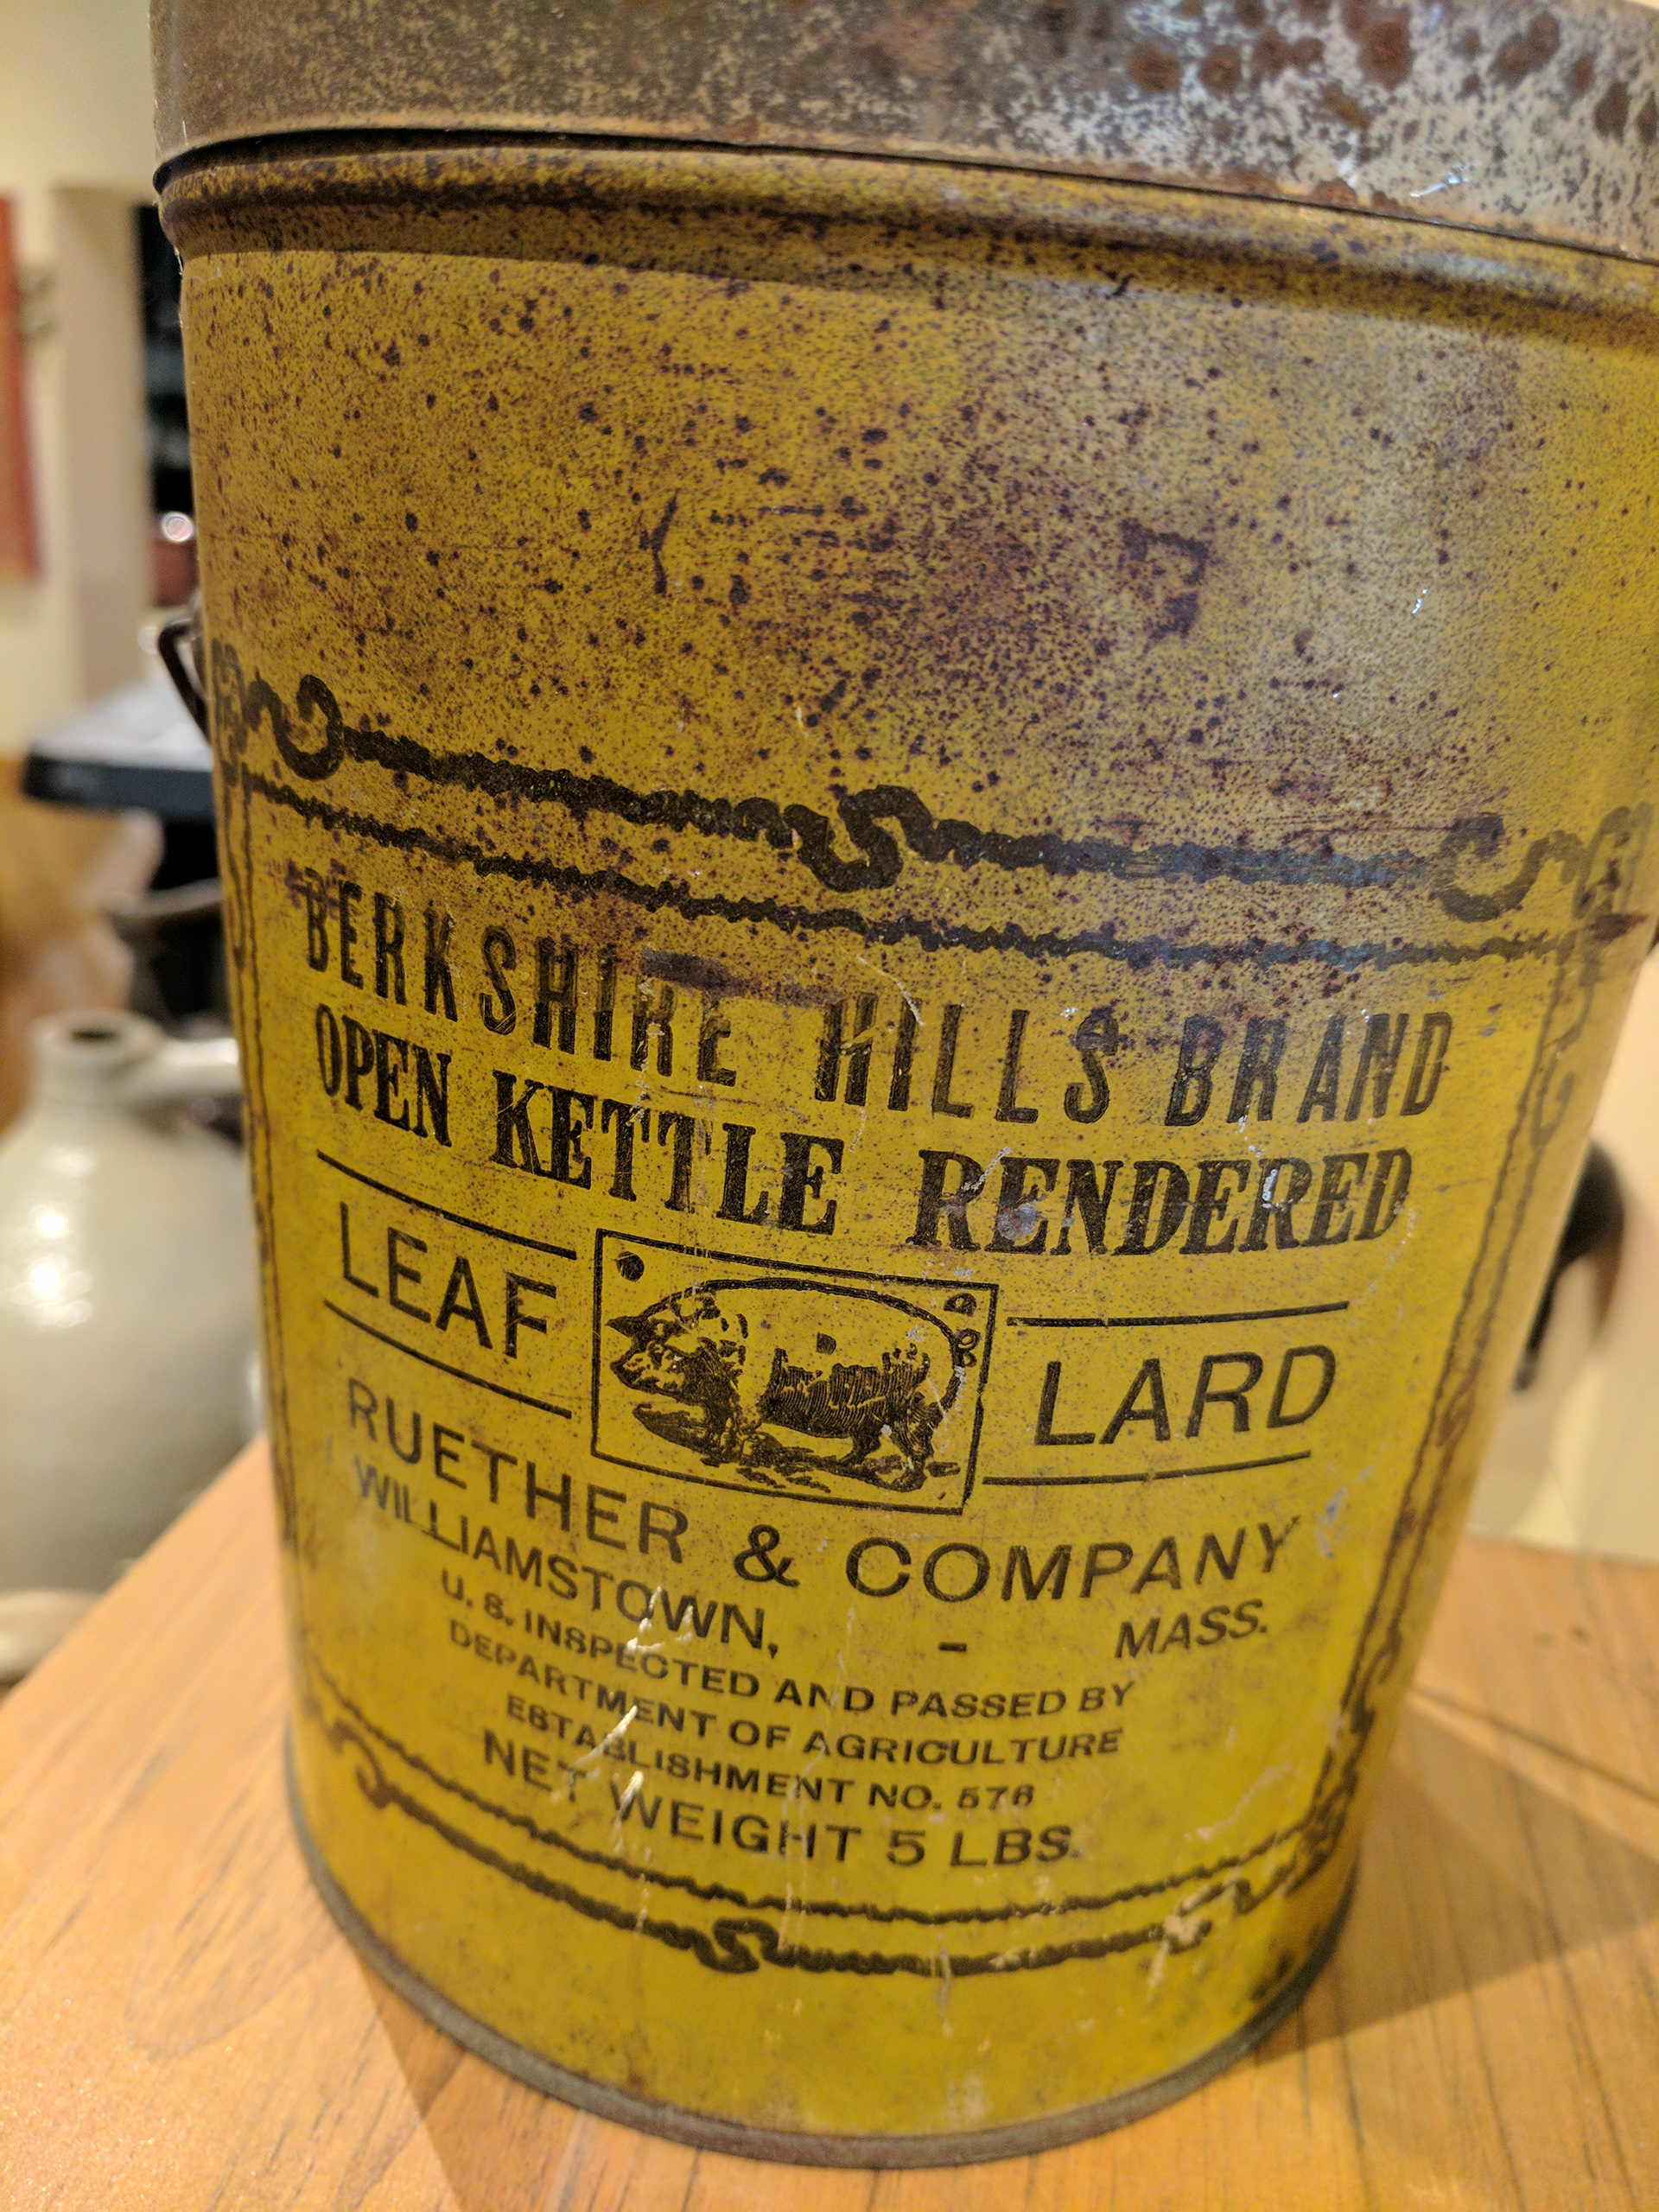 BERKSHIRE HILLS BRAND
OPEN KETTLE RENDERED
LEAF LARD
RUETHER & COMPANY
WILLIAMSTOWN, - MASS.
U. S. INSPECTED AND PASSED BY
DEPARTMENT OF AGRICULTURE
ESTABLISHMENT NO. 576
NET WEIGHT 5 LBS.